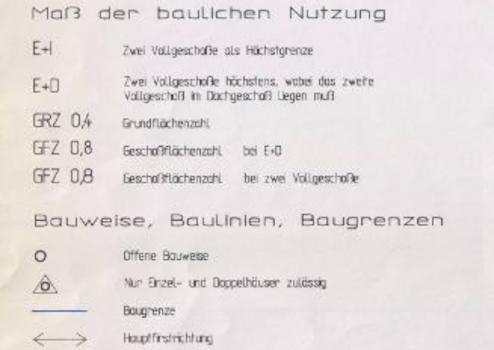 Maß der baulichen Nutzung
E+I Zwei Vollgeschoße als Höchstgrenze
E+D Zwei Vollgeschoße höchstens, wobei das zweite
Vollgeschoß im Dachgeschoß liegen muß
GRZ 0,4 Grundflächenzahl
GFZ 0,8 Geschoßflächenzahl bei E+D
GFZ 0,8 Geschoßflächenzahl bei zwei Vollgeschoße
Bauweise, Baulinien, Baugrenzen
o Offene Bauweise
Nur Einzel- und Doppelhäuser zulässig
Baugrenze
Hauptfirstrichtung